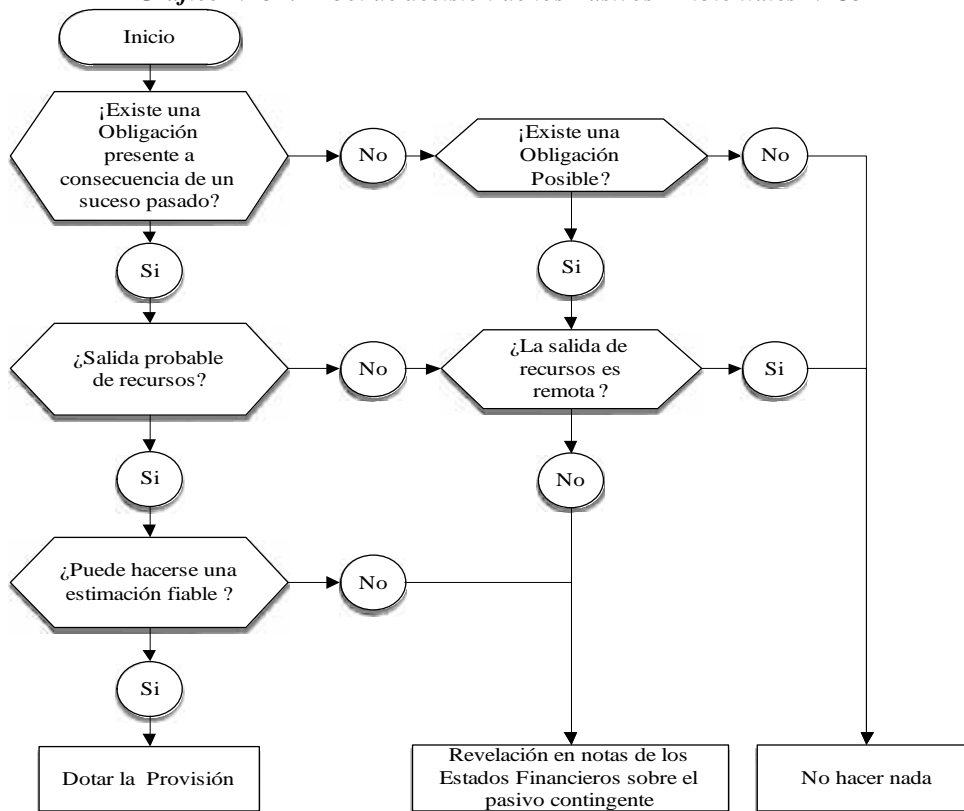 Inicio
¡Existe una
Obligación
presente a
consecuencia de un
suceso pasado?
No
¡Existe una
Obligación
Posible?
No
Si
Si
¿Salida probable
de recursos?
No
¿La salida de
recursos es
remota ?
Si
Si
No
¿Puede hacerse una
estimación fiable ?
No
Si
Dotar la Provisión
Revelación en notas de los
Estados Financieros sobre el
pasivo contingente
No hacer nada